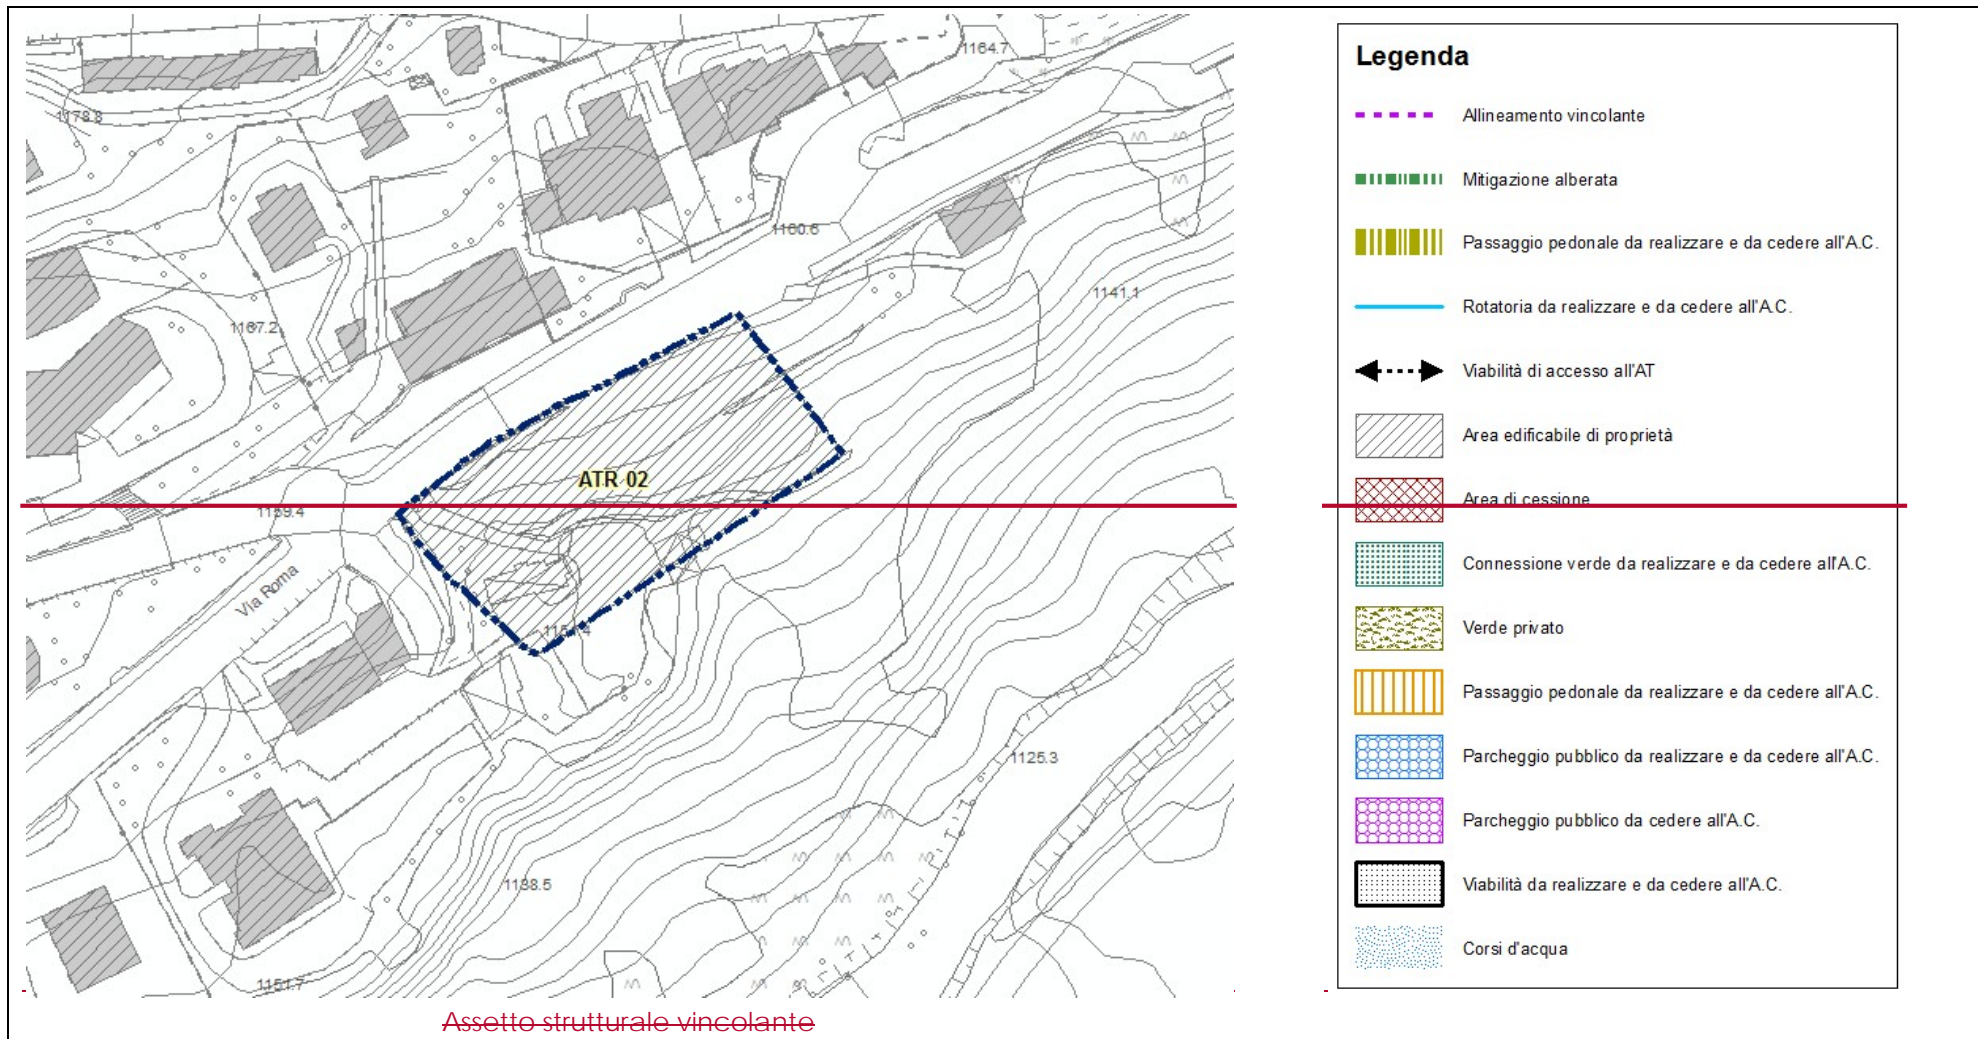 1164.7
1178.8
1160.6
1141.1
1167.2
ATR 02
1159.4
Via Roma
1125.3
1138.5
1151.7
Assetto strutturale vincolante
Legenda
Allineamento vincolante
Mitigazione alberata
Passaggio pedonale da realizzare e da cedere all'A.C.
Rotatoria da realizzare e da cedere all'A.C.
Viabilità di accesso all'AT
Area edificabile di proprietà
Area di cessione
Connessione verde da realizzare e da cedere all'A.C.
Verde privato
Passaggio pedonale da realizzare e da cedere all'A.C.
Parcheggio pubblico da realizzare e da cedere all'A.C.
Parcheggio pubblico da cedere all'A.C.
Viabilità da realizzare e da cedere all'A.C.
Corsi d'acqua